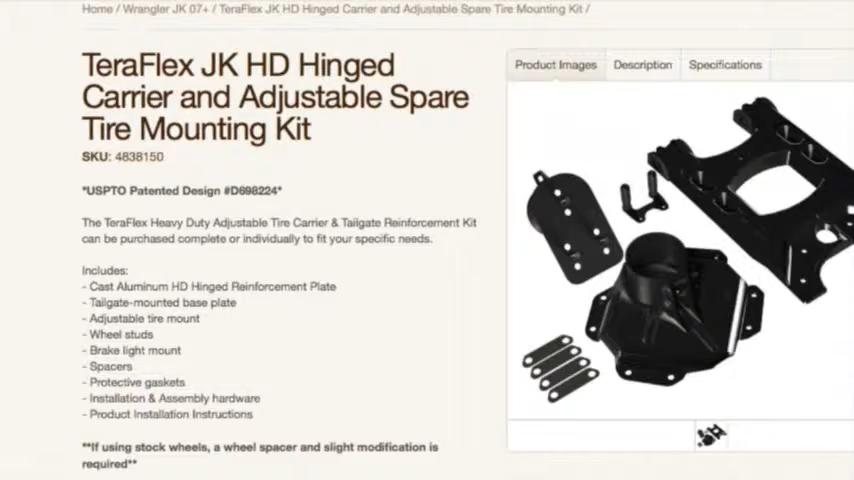 Home / Wrangler JK 07+ / TeraFlex JK HD Hinged Carrier and Adjustable Spare Tire Mounting Kit /
TeraFlex JK HD Hinged
Carrier and Adjustable Spare
Tire Mounting Kit
SKU: 4838150
*USPTO Patented Design #D698224*
The TeraFlex Heavy Duty Adjustable Tire Carrier & Tailgate Reinforcement Kit
can be purchased complete or individually to fit your specific needs.
Includes:
- Cast Aluminum HD Hinged Reinforcement Plate
- Tailgate-mounted base plate
- Adjustable tire mount
- Wheel studs
- Brake light mount
- Spacers
- Protective gaskets
- Installation & Assembly hardware
- Product Installation Instructions
**If using stock wheels, a wheel spacer and slight modification is
required**
Product Images
Description
Specifications